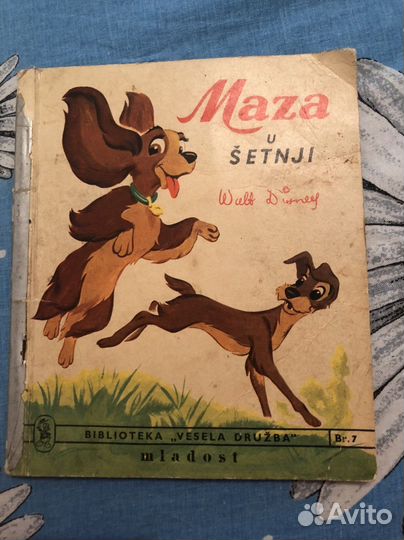 Maza
U
ŠETNJI
Walt Disney
BIBLIOTEKA „VESELA DRUŽBA"
Br. 7
mladost
Avito